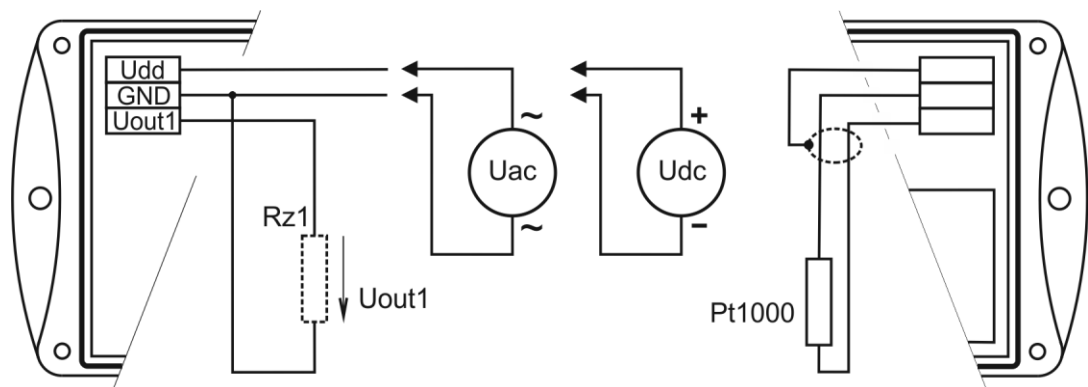 Udd
GND
Uout1
Rz1
Uout1
~
Uac
~
+
Udc
−
Pt1000